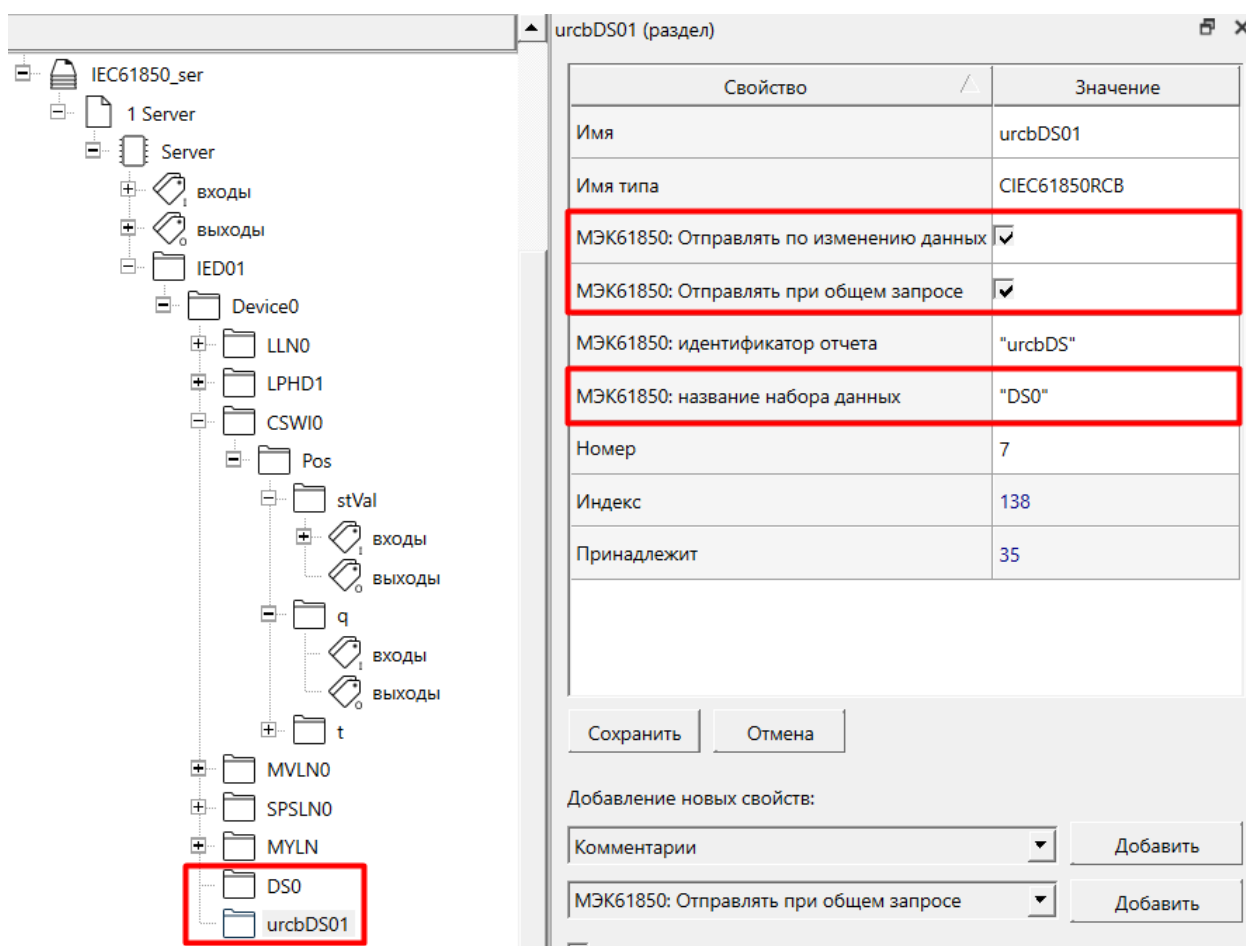 IEC61850_ser
1 Server
Server
входы
выходы
IED01
Device0
LLN0
LPHD1
CSWI0
Pos
stVal
входы
выходы
q
входы
выходы
t
MVLN0
SPSLN0
MYLN
DS0
urcbDS01
urcbDS01 (раздел)
Свойство Значение
Имя urcbDS01
Имя типа CIEC61850RCB
МЭК61850: Отправлять по изменению данных
МЭК61850: Отправлять при общем запросе
МЭК61850: идентификатор отчета "urcbDS"
МЭК61850: название набора данных "DS0"
Номер 7
Индекс 138
Принадлежит 35
Сохранить Отмена
Добавление новых свойств:
Комментарии Добавить
МЭК61850: Отправлять при общем запросе Добавить